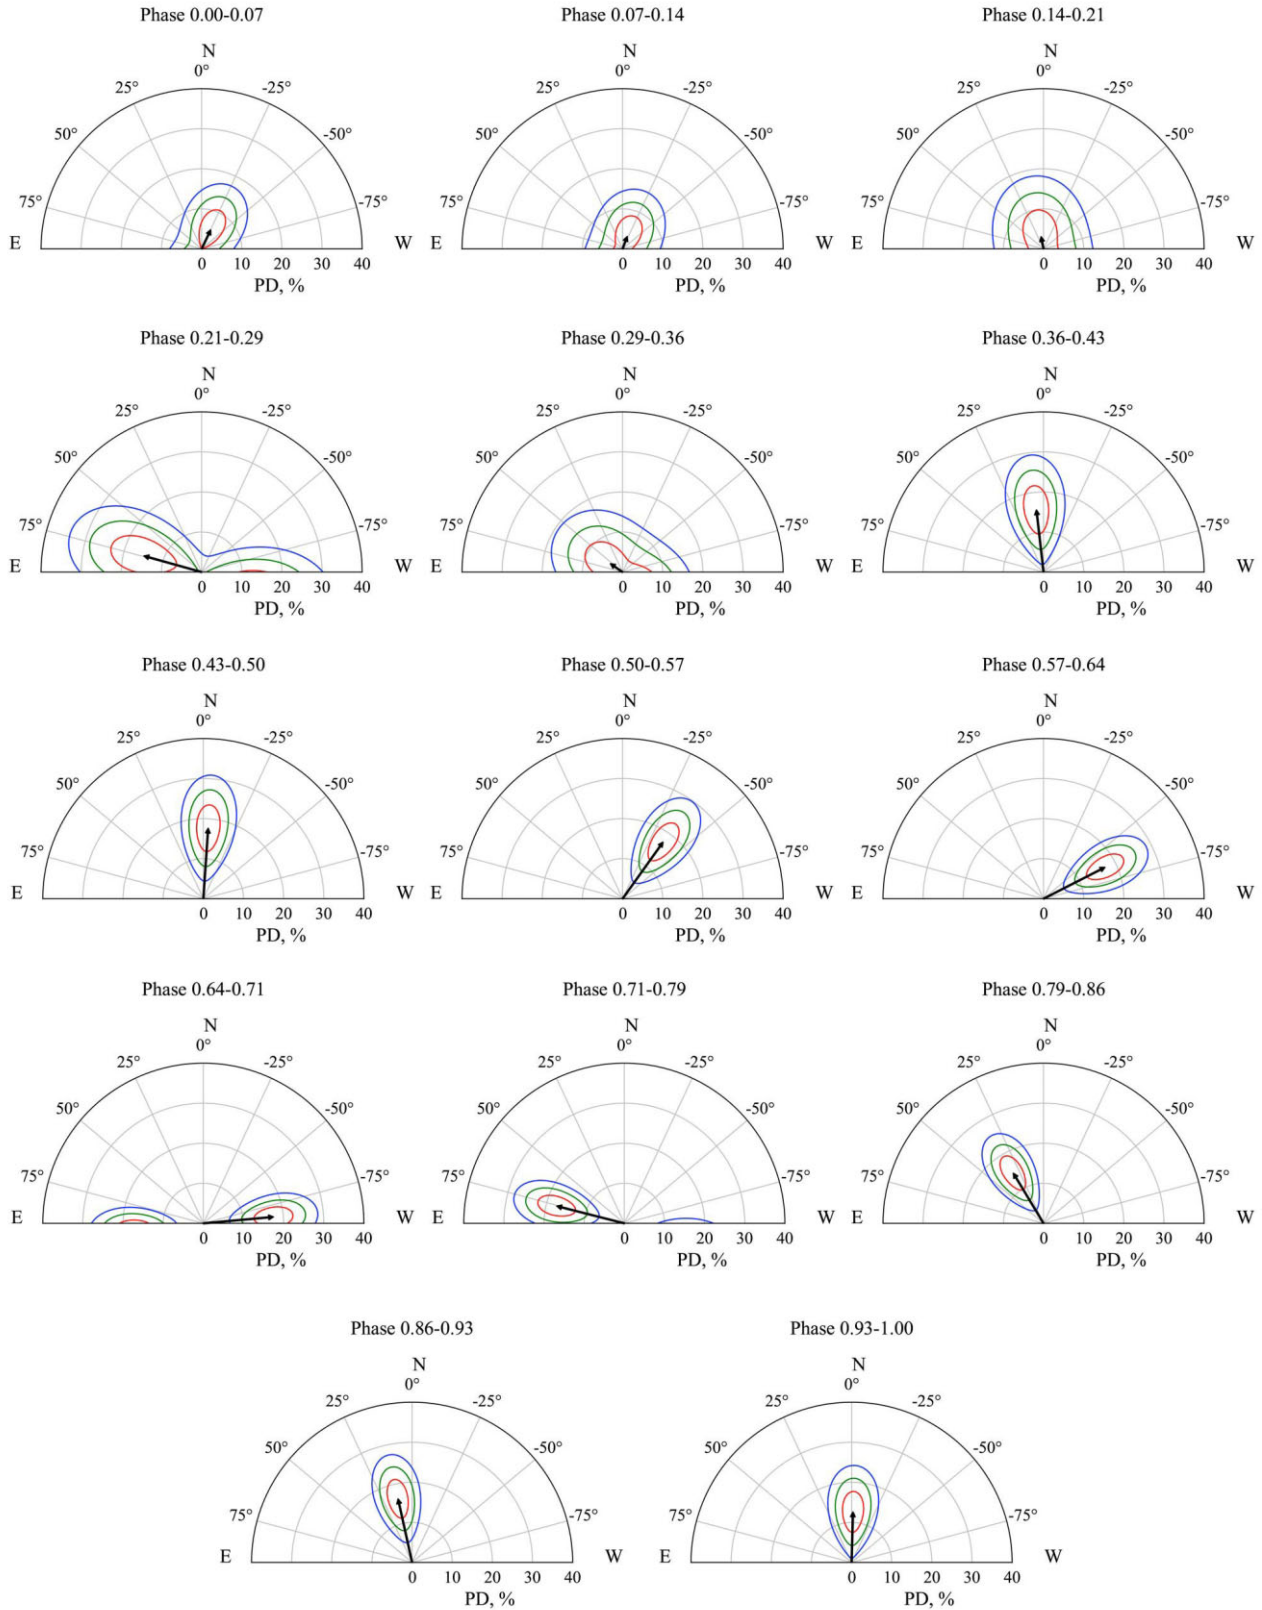 Phase 0.00-0.07 Phase 0.07-0.14 Phase 0.14-0.21
N N N
0° 0° 0°
25° -25° 25° -25° 25° -25°
50° -50° 50° -50° 50° -50°
75° -75° 75° -75° 75° -75°
E W E W E W
0 10 20 30 40 0 10 20 30 40 0 10 20 30 40
PD, % PD, % PD, %
Phase 0.21-0.29 Phase 0.29-0.36 Phase 0.36-0.43
N N N
0° 0° 0°
25° -25° 25° -25° 25° -25°
50° -50° 50° -50° 50° -50°
75° -75° 75° -75° 75° -75°
E W E W E W
0 10 20 30 40 0 10 20 30 40 0 10 20 30 40
PD, % PD, % PD, %
Phase 0.43-0.50 Phase 0.50-0.57 Phase 0.57-0.64
N N N
0° 0° 0°
25° -25° 25° -25° 25° -25°
50° -50° 50° -50° 50° -50°
75° -75° 75° -75° 75° -75°
E W E W E W
0 10 20 30 40 0 10 20 30 40 0 10 20 30 40
PD, % PD, % PD, %
Phase 0.64-0.71 Phase 0.71-0.79 Phase 0.79-0.86
N N N
0° 0° 0°
25° -25° 25° -25° 25° -25°
50° -50° 50° -50° 50° -50°
75° -75° 75° -75° 75° -75°
E W E W E W
0 10 20 30 40 0 10 20 30 40 0 10 20 30 40
PD, % PD, % PD, %
Phase 0.86-0.93 Phase 0.93-1.00
N N
0° 0°
25° -25° 25° -25°
50° -50° 50° -50°
75° -75° 75° -75°
E W E W
0 10 20 30 40 0 10 20 30 40
PD, % PD, %